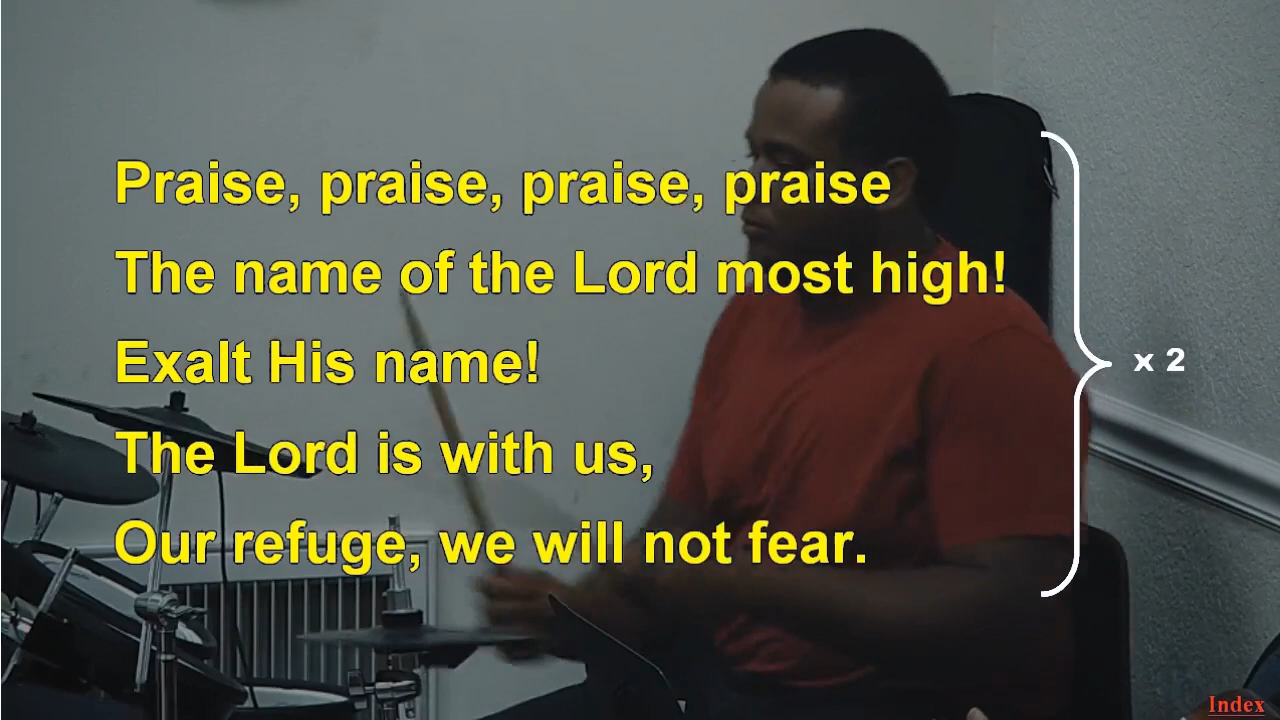 Praise, praise, praise, praise
The name of the Lord most high!
Exalt His name!
The Lord is with us,
Our refuge, we will not fear.
x 2
Index